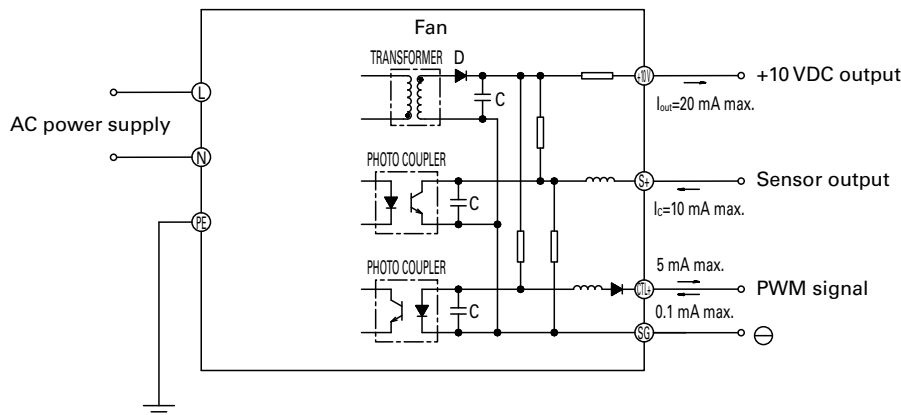 Fan
TRANSFORMER D
+10 V
+10 VDC output
C
Iout=20 mA max.
L
AC power supply
N
PHOTO COUPLER
S+
Sensor output
C
Ic=10 mA max.
PE
PHOTO COUPLER
5 mA max.
CTL+
PWM signal
C
0.1 mA max.
SG
⊖